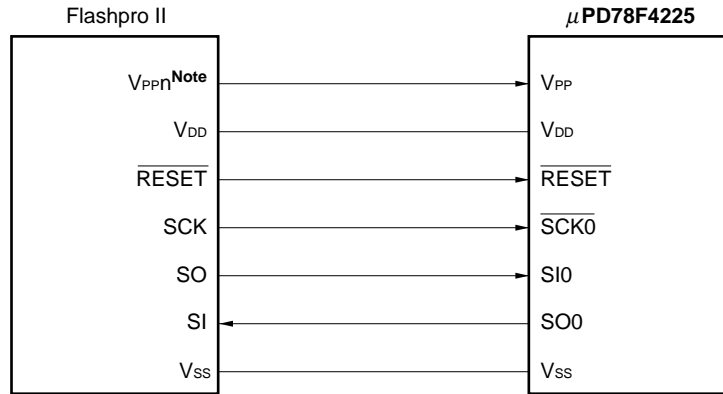 Flashpro II μPD78F4225
VPPnNote VPP
VDD VDD
RESET RESET
SCK SCK0
SO SI0
SI SO0
VSS VSS